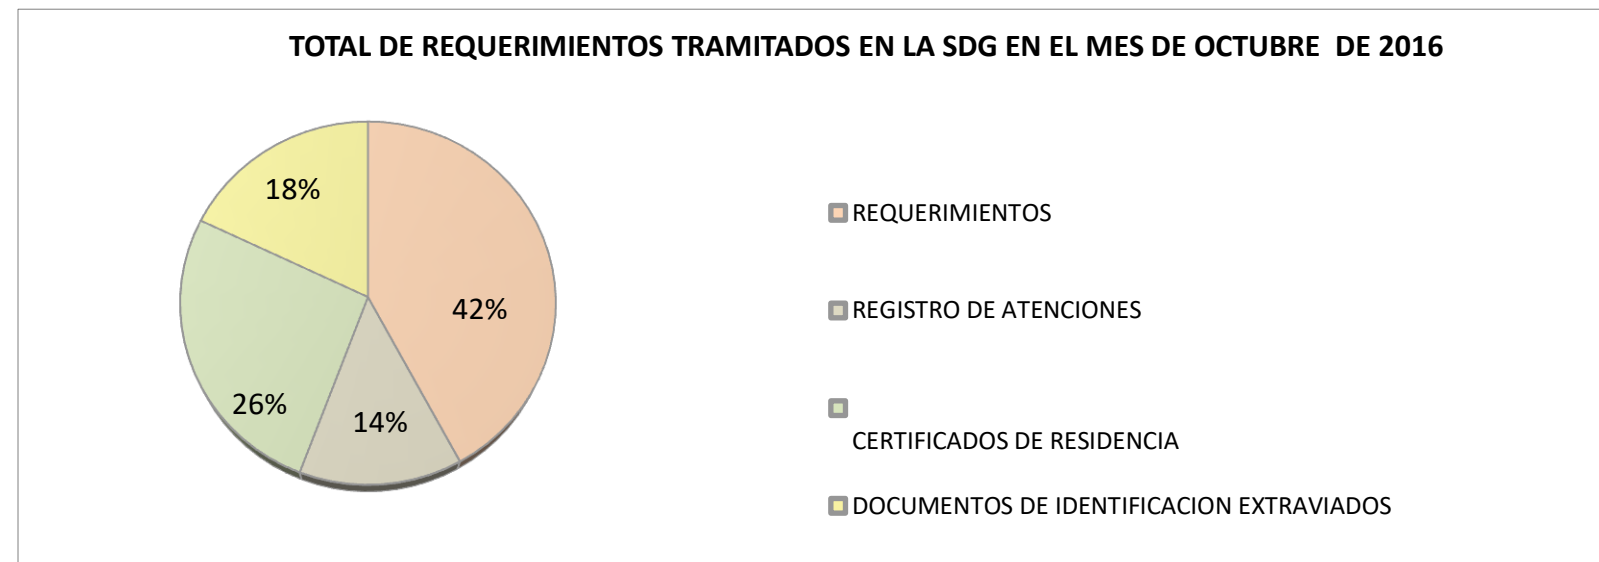 TOTAL DE REQUERIMIENTOS TRAMITADOS EN LA SDG EN EL MES DE OCTUBRE  DE 2016
18%
42%
26%
14%
REQUERIMIENTOS
REGISTRO DE ATENCIONES
CERTIFICADOS DE RESIDENCIA
DOCUMENTOS DE IDENTIFICACION EXTRAVIADOS